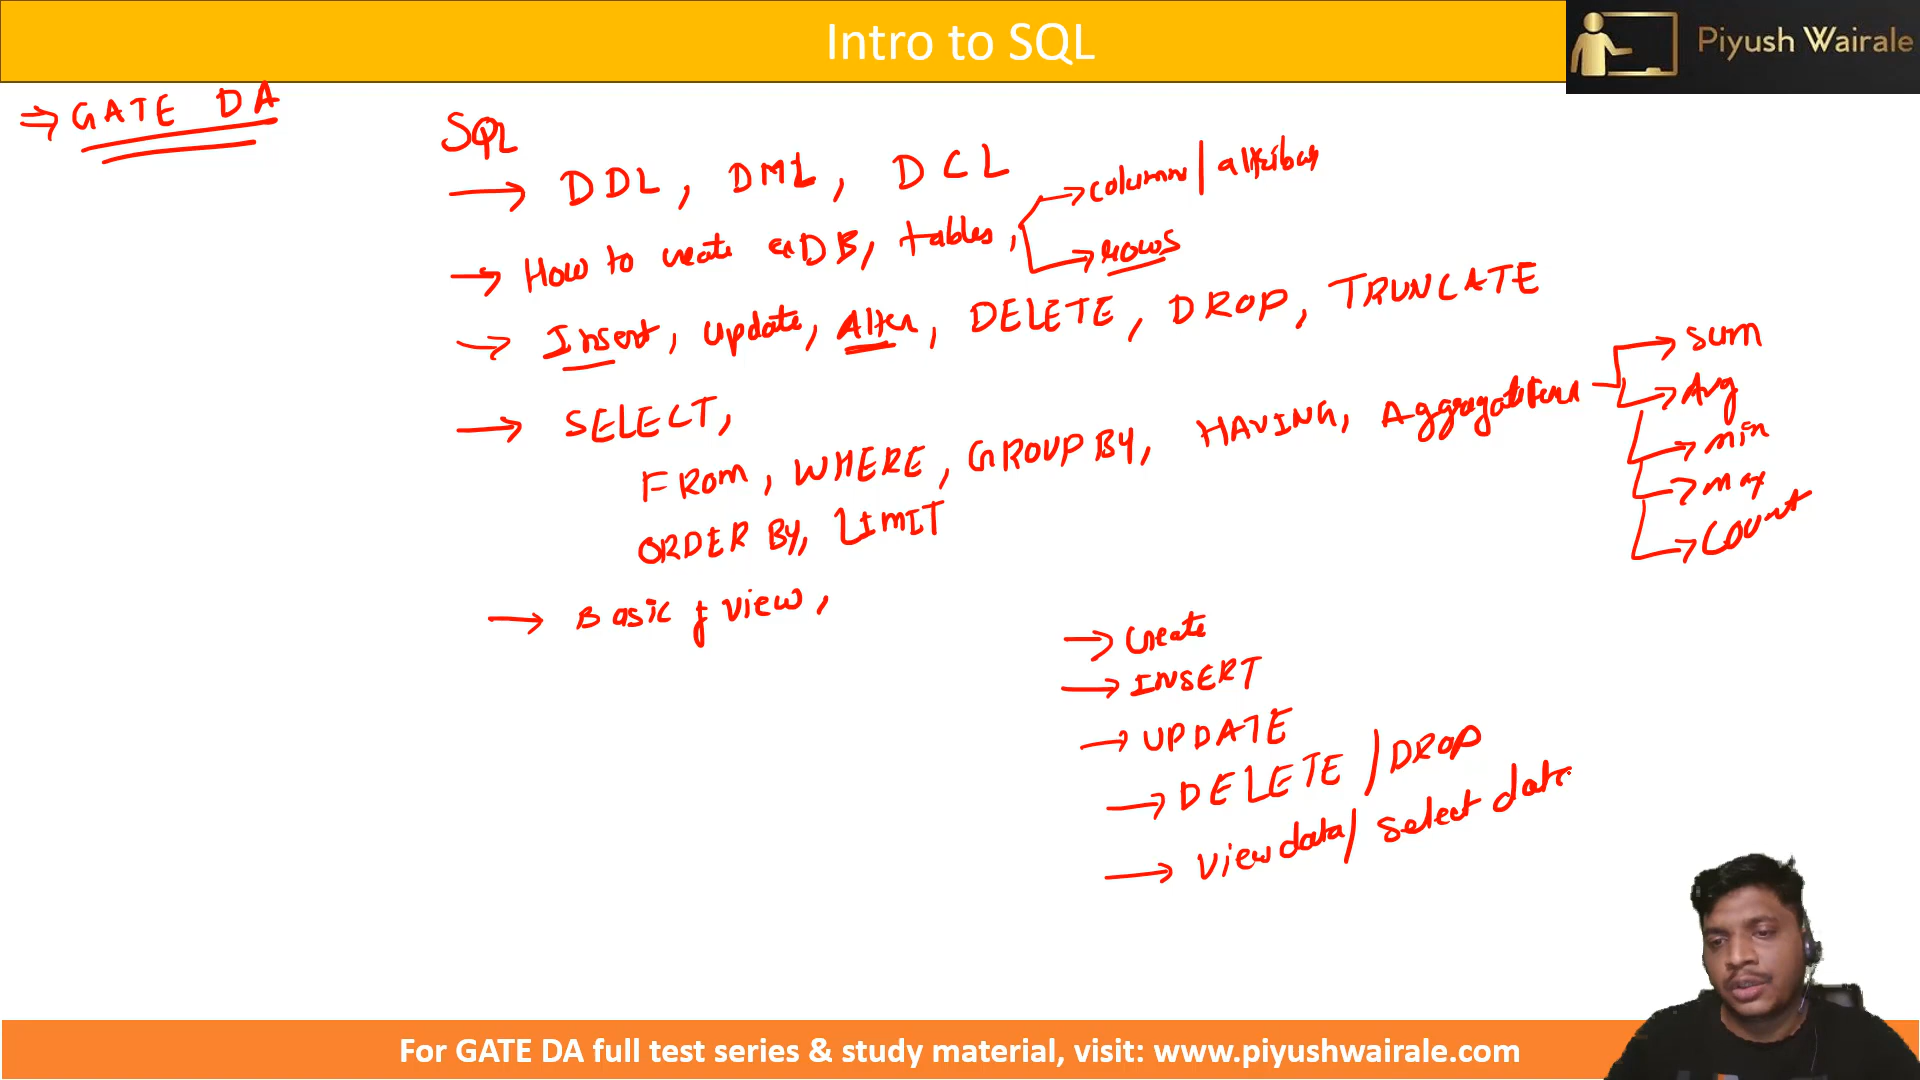 Intro to SQL
Piyush Wairale
⇒ GATE DA
SQL
→ DDL, DML, DCL
→ How to create a DB, tables, → column / attributes
→ rows
→ Insert, update, Alter, DELETE, DROP, TRUNCATE
→ SELECT,
FROM, WHERE, GROUP BY, HAVING, Aggregate Func
→ sum
→ Avg
→ min
→ max
→ count
ORDER BY, LIMIT
→ Basic of view,
→ Create
→ INSERT
→ UPDATE
→ DELETE / DROP
→ view data / select data
For GATE DA full test series & study material, visit: www.piyushwairale.com